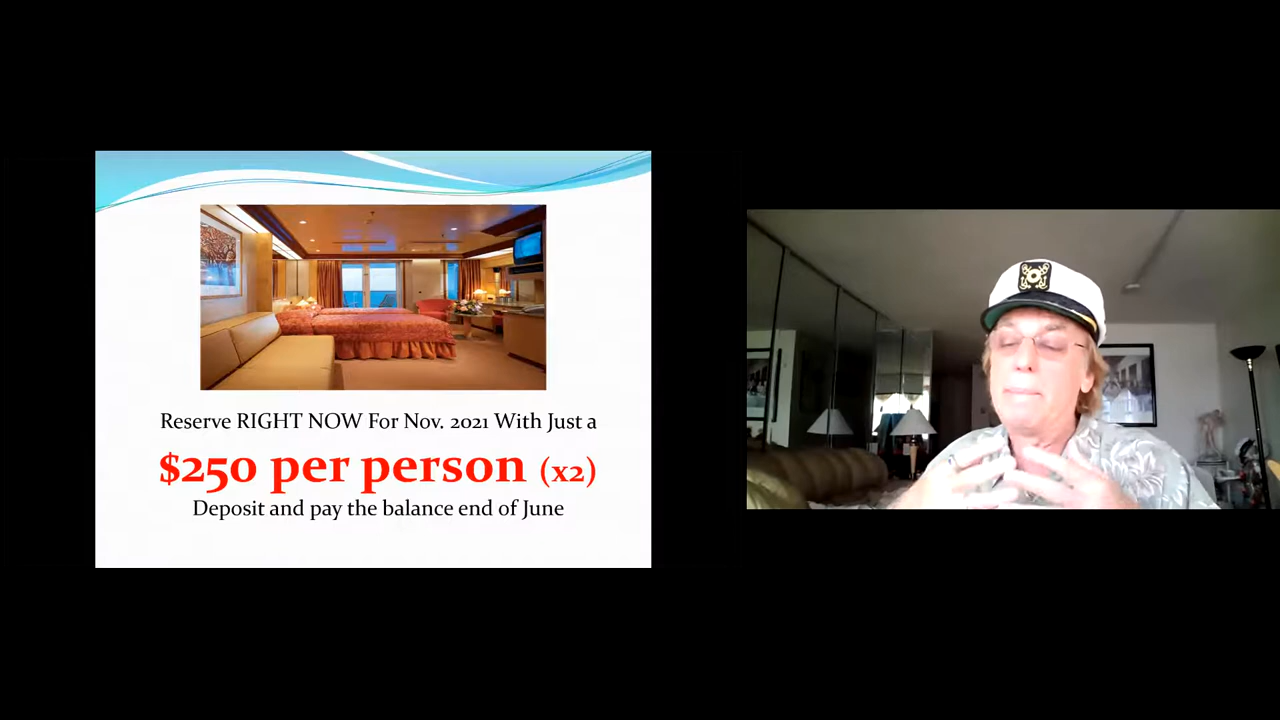 Reserve RIGHT NOW For Nov. 2021 With Just a
$250 per person (x2)
Deposit and pay the balance end of June